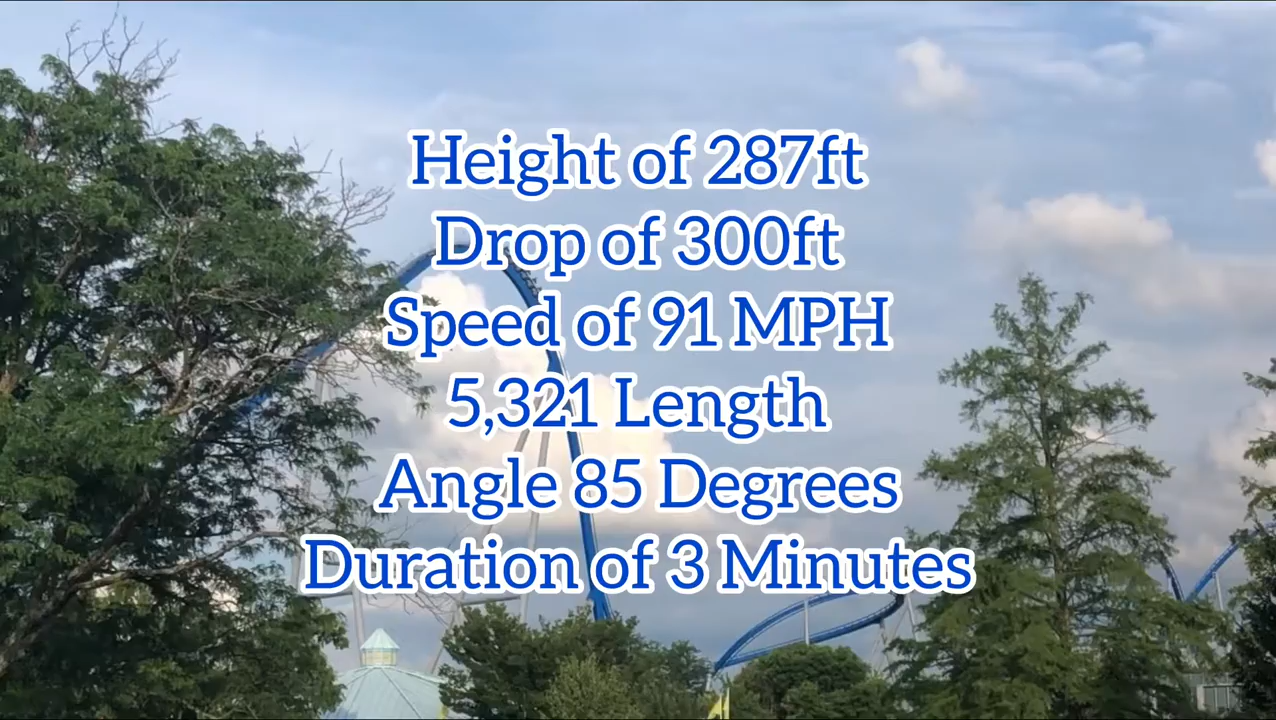 Height of 287ft
Drop of 300ft
Speed of 91 MPH
5,321 Length
Angle 85 Degrees
Duration of 3 Minutes